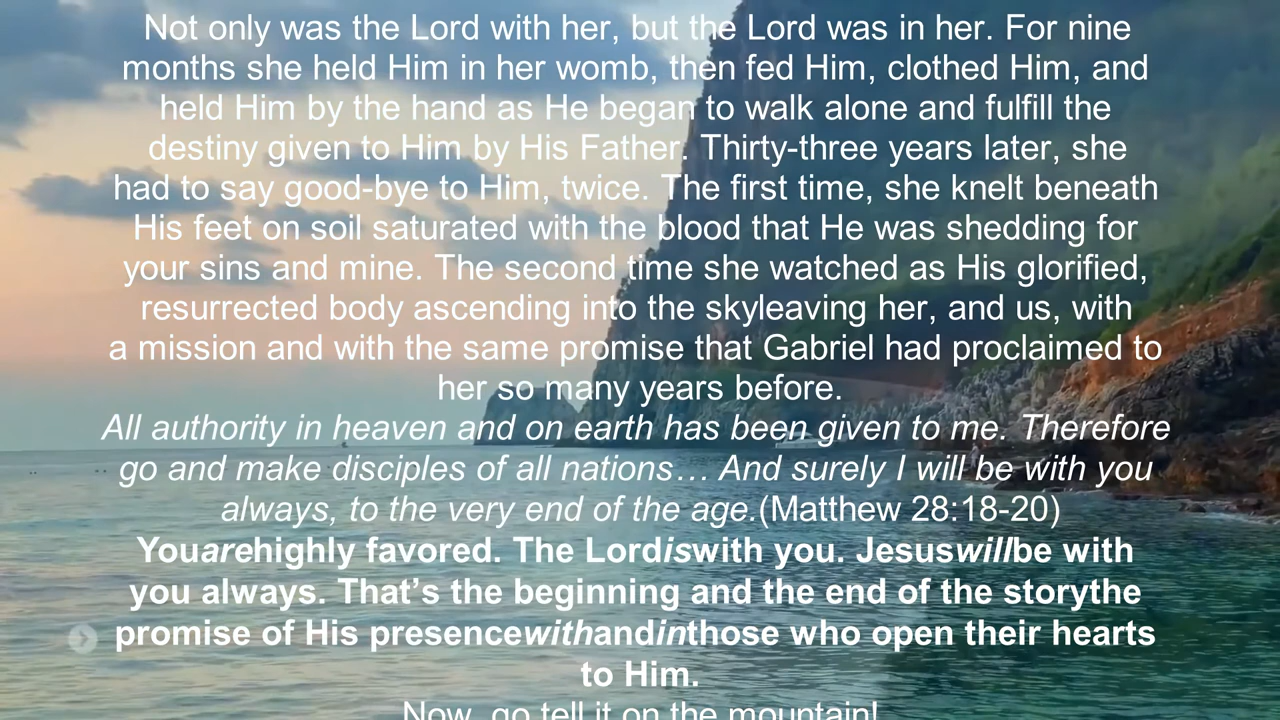 Not only was the Lord with her, but the Lord was in her. For nine
months she held Him in her womb, then fed Him, clothed Him, and
held Him by the hand as He began to walk alone and fulfill the
destiny given to Him by His Father. Thirty-three years later, she
had to say good-bye to Him, twice. The first time, she knelt beneath
His feet on soil saturated with the blood that He was shedding for
your sins and mine. The second time she watched as His glorified,
resurrected body ascending into the skyleaving her, and us, with
a mission and with the same promise that Gabriel had proclaimed to
her so many years before.
All authority in heaven and on earth has been given to me. Therefore
go and make disciples of all nations… And surely I will be with you
always, to the very end of the age.(Matthew 28:18-20)
Youarehighly favored. The Lordiswith you. Jesuswillbe with
you always. That’s the beginning and the end of the storythe
promise of His presencewithandinthose who open their hearts
to Him.
Now, go tell it on the mountain!